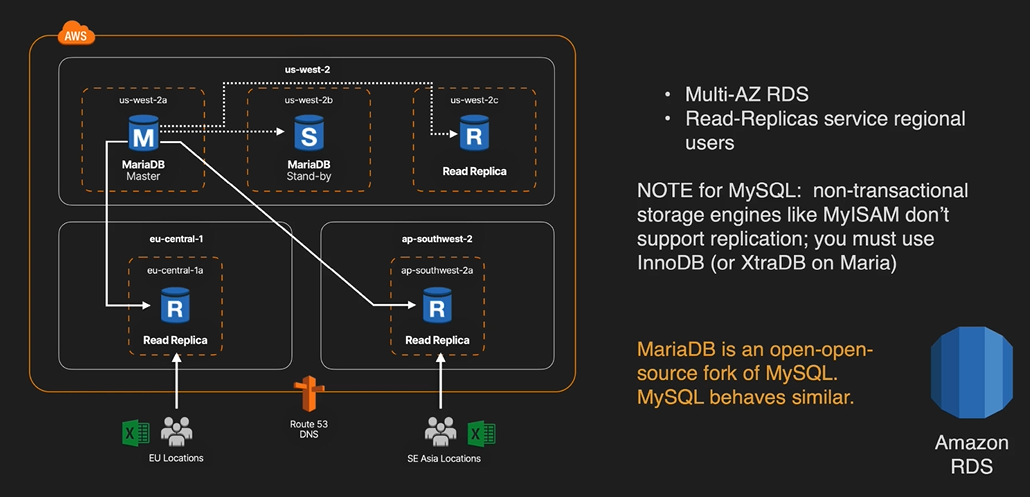 AWS
us-west-2
us-west-2a
us-west-2b
us-west-2c
M
S
R
MariaDB
Master
MariaDB
Stand-by
Read Replica
eu-central-1
eu-central-1a
R
Read Replica
ap-southwest-2
ap-southwest-2a
R
Read Replica
EU Locations
Route 53
DNS
SE Asia Locations
• Multi-AZ RDS
• Read-Replicas service regional
users
NOTE for MySQL: non-transactional
storage engines like MyISAM don’t
support replication; you must use
InnoDB (or XtraDB on Maria)
MariaDB is an open-open-
source fork of MySQL.
MySQL behaves similar.
Amazon
RDS